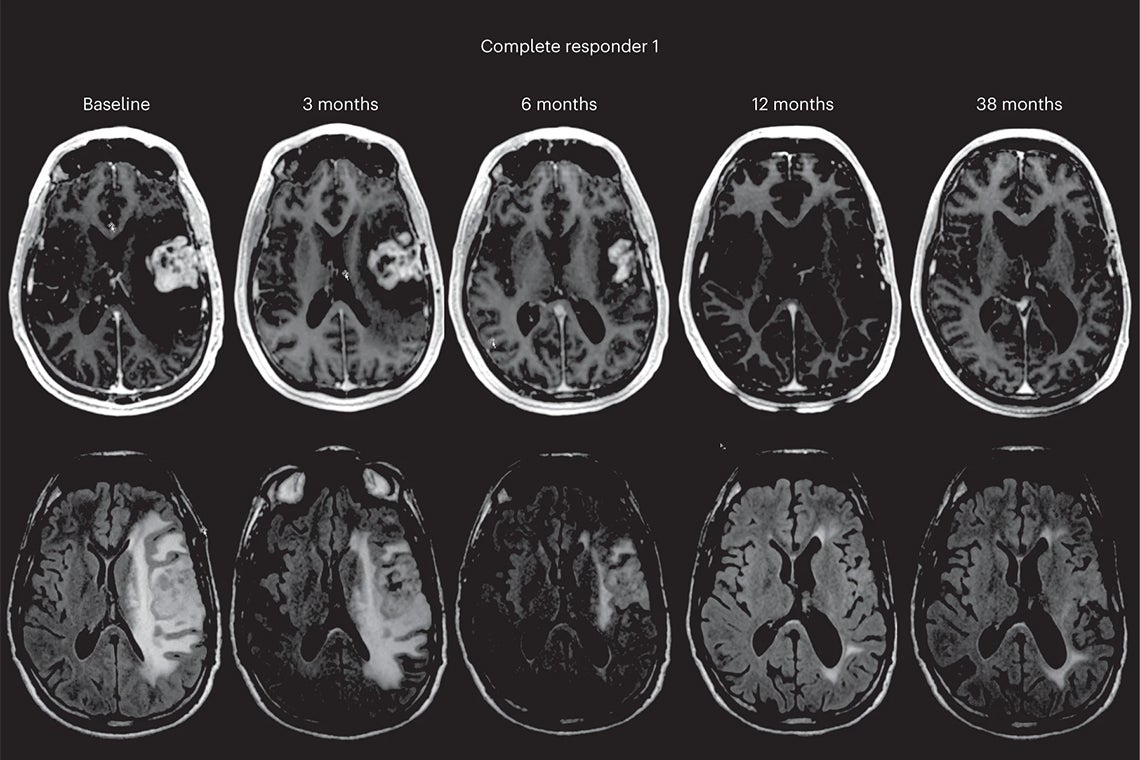 Complete responder 1
Baseline
3 months
6 months
12 months
38 months